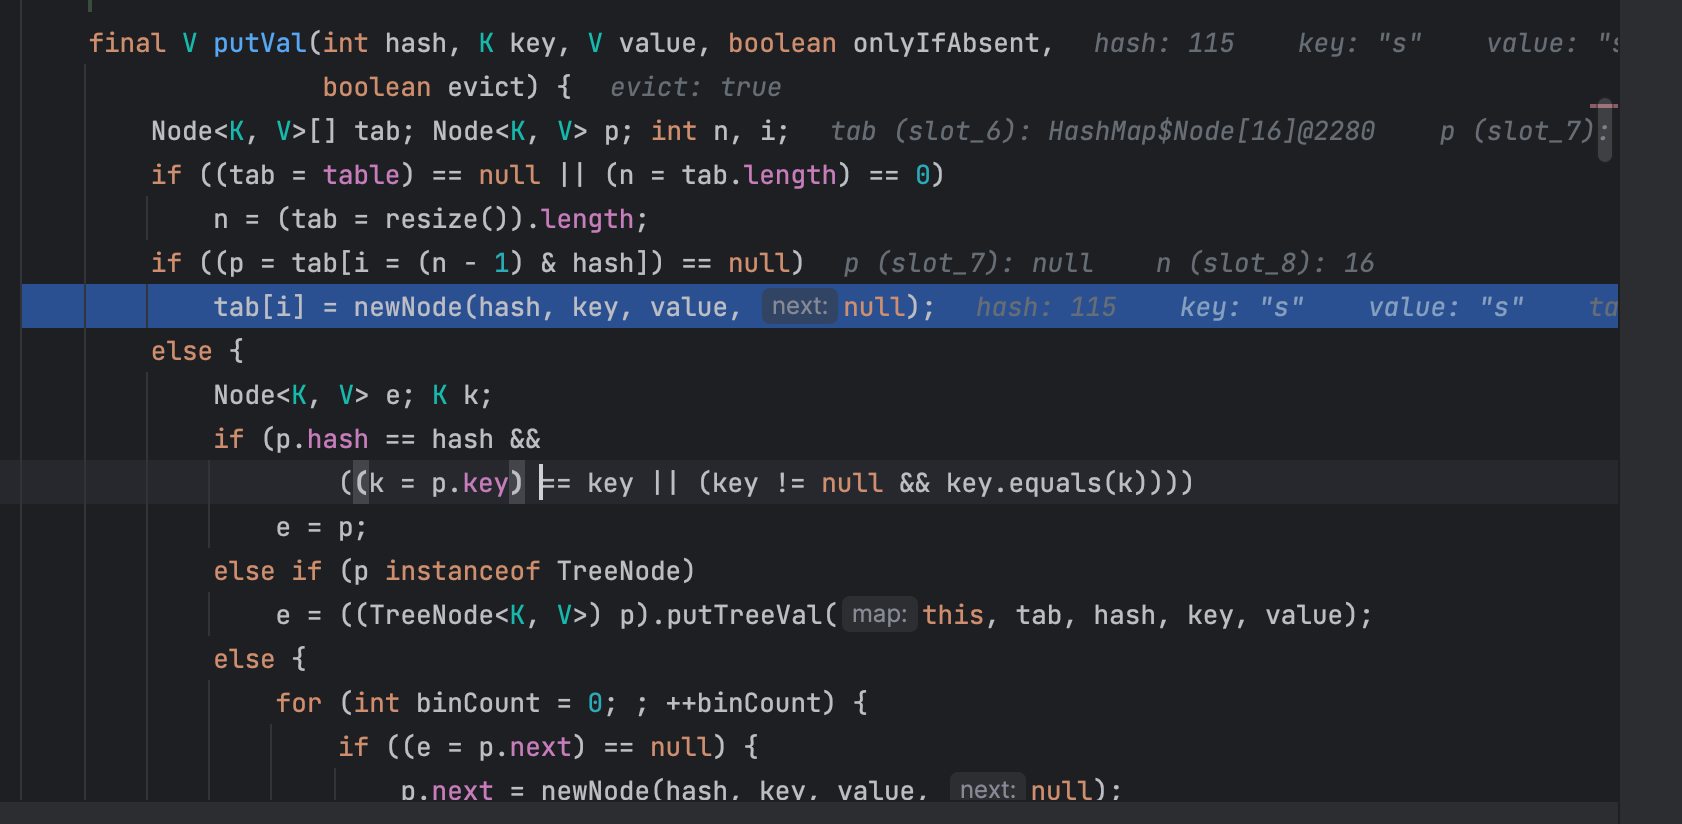 final V putVal(int hash, K key, V value, boolean onlyIfAbsent,   hash: 115    key: "s"    value: "s
               boolean evict) {   evict: true
    Node<K, V>[] tab; Node<K, V> p; int n, i;   tab (slot_6): HashMap$Node[16]@2280    p (slot_7):
    if ((tab = table) == null || (n = tab.length) == 0)
        n = (tab = resize()).length;
    if ((p = tab[i = (n - 1) & hash]) == null)   p (slot_7): null    n (slot_8): 16
        tab[i] = newNode(hash, key, value, next: null);   hash: 115    key: "s"    value: "s"    ta
    else {
        Node<K, V> e; K k;
        if (p.hash == hash &&
                ((k = p.key) == key || (key != null && key.equals(k))))
            e = p;
        else if (p instanceof TreeNode)
            e = ((TreeNode<K, V>) p).putTreeVal(map: this, tab, hash, key, value);
        else {
            for (int binCount = 0; ; ++binCount) {
                if ((e = p.next) == null) {
                    p.next = newNode(hash, key, value, next: null);